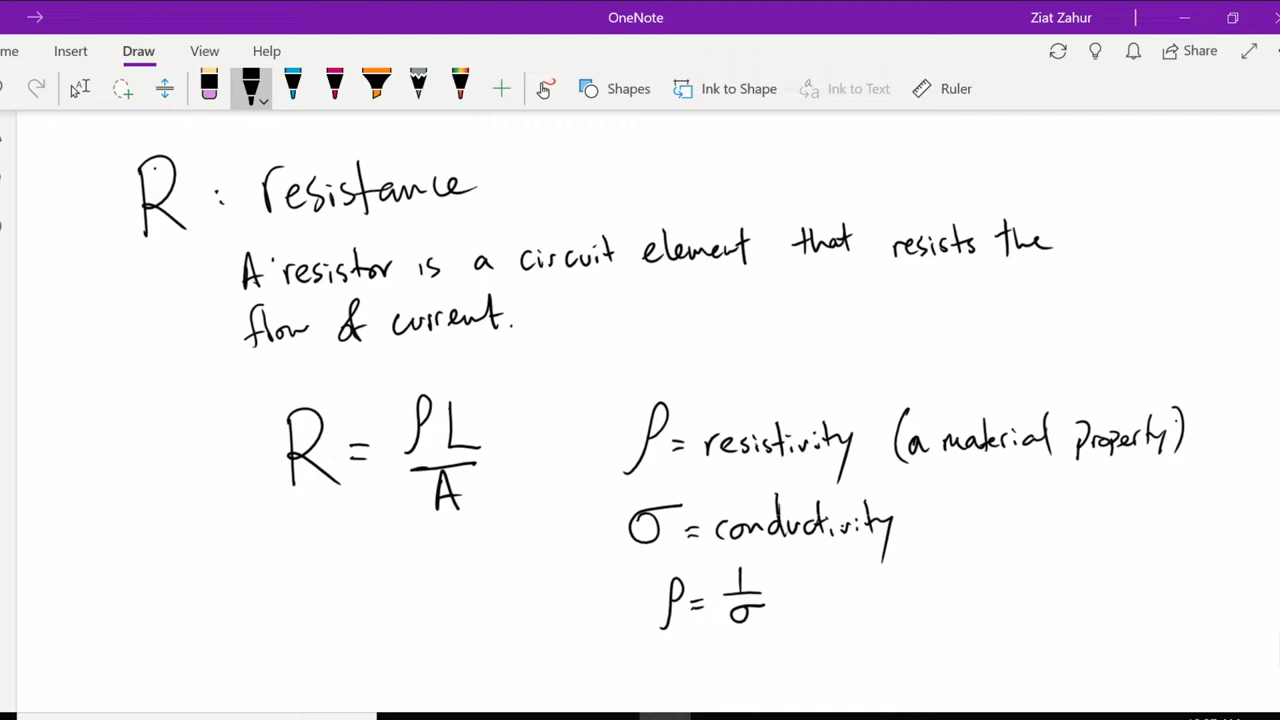 OneNote
Ziat Zahur
me Insert Draw View Help
Share
Shapes Ink to Shape Ink to Text Ruler
R : resistance
A resistor is a circuit element that resists the
flow of current.
R = ρL/A
ρ = resistivity (a material property)
σ = conductivity
ρ = 1/σ